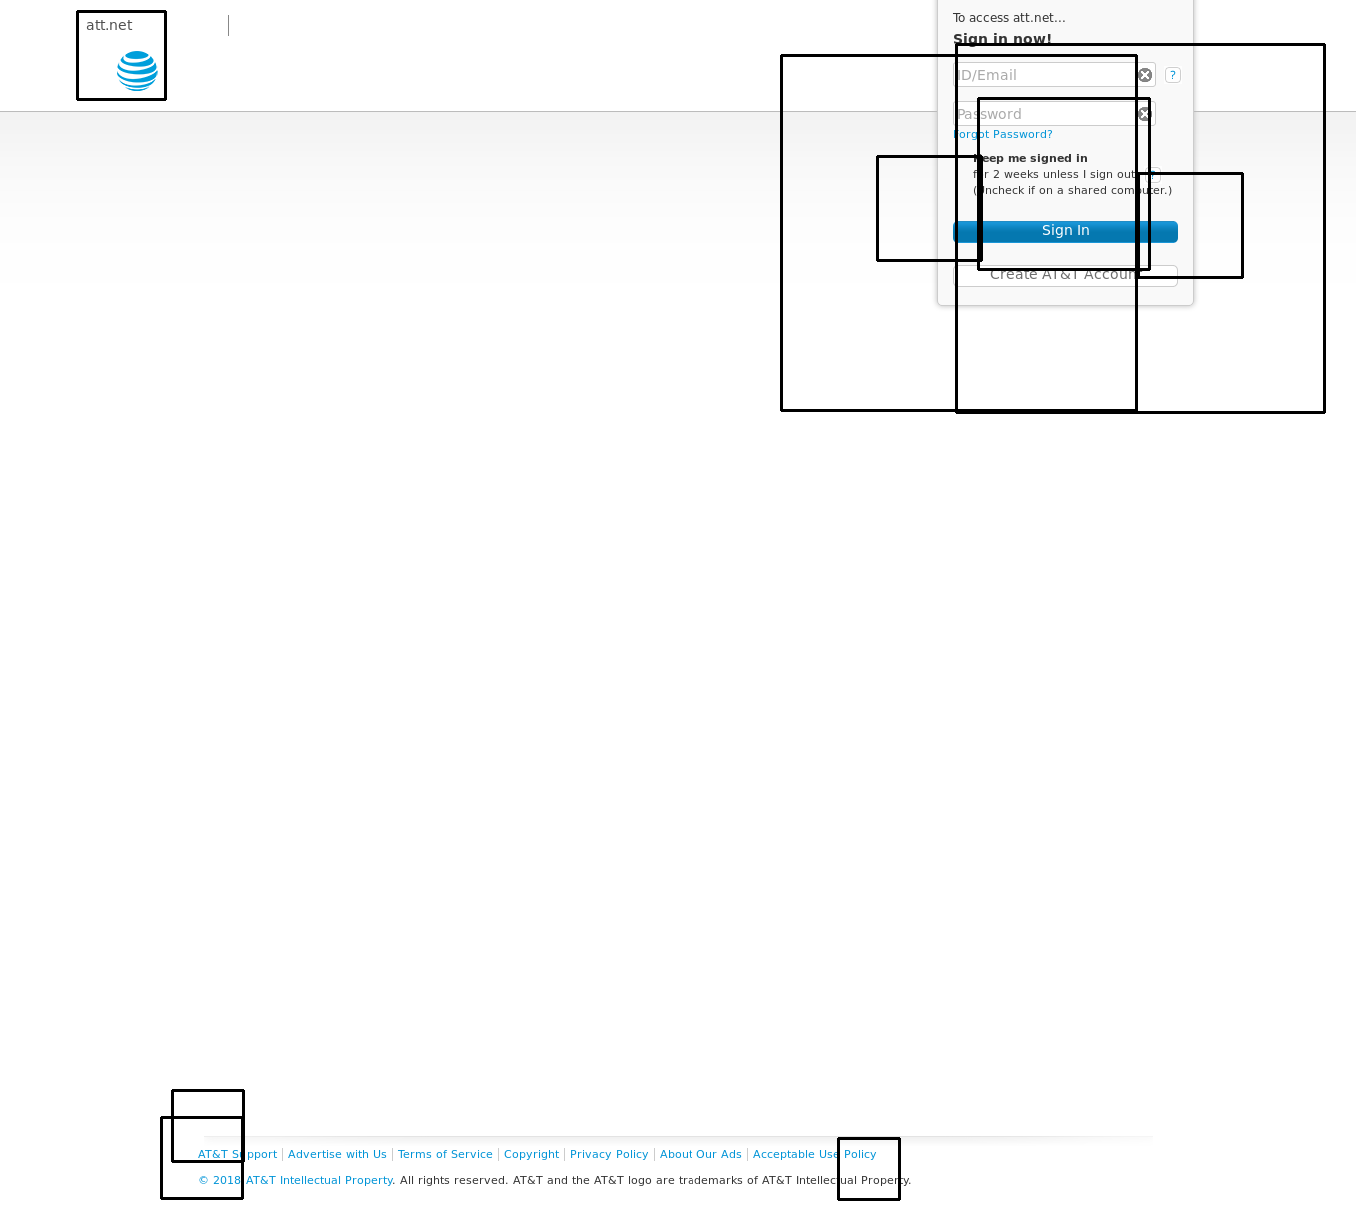 att.net
To access att.net...
Sign in now!
ID/Email
?
Password
Forgot Password?
Keep me signed in
for 2 weeks unless I sign out ?
(Uncheck if on a shared computer.)
Sign In
Create AT&T Account
AT&T Support | Advertise with Us | Terms of Service | Copyright | Privacy Policy | About Our Ads | Acceptable Use Policy
© 2018 AT&T Intellectual Property. All rights reserved. AT&T and the AT&T logo are trademarks of AT&T Intellectual Property.